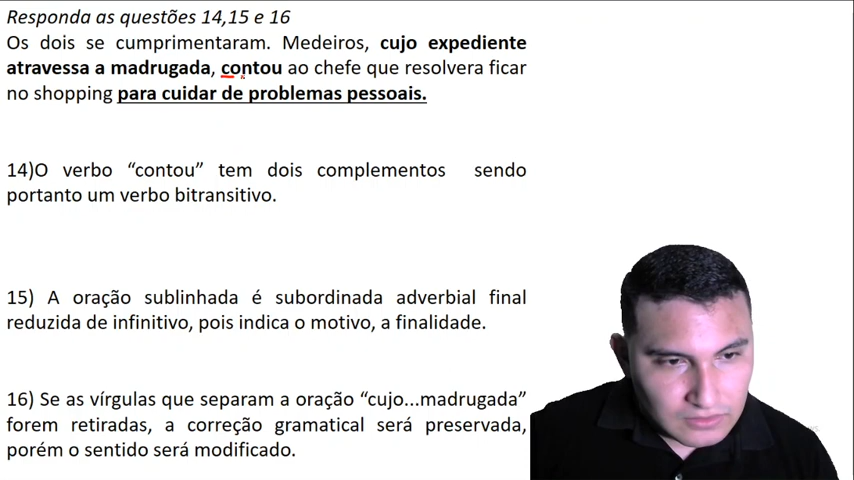 Responda as questões 14,15 e 16
Os dois se cumprimentaram. Medeiros, cujo expediente
atravessa a madrugada, contou ao chefe que resolvera ficar
no shopping para cuidar de problemas pessoais.
14)O verbo “contou” tem dois complementos sendo
portanto um verbo bitransitivo.
15) A oração sublinhada é subordinada adverbial final
reduzida de infinitivo, pois indica o motivo, a finalidade.
16) Se as vírgulas que separam a oração “cujo...madrugada”
forem retiradas, a correção gramatical será preservada,
porém o sentido será modificado.